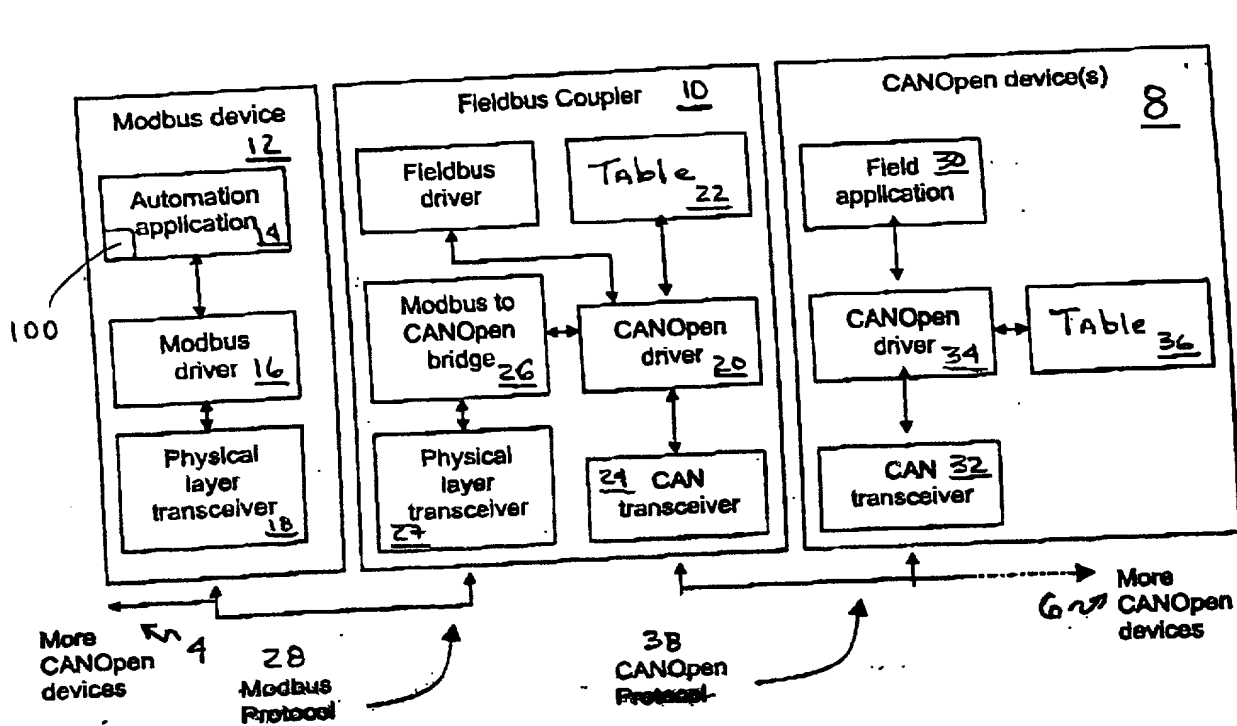 Modbus device
12
Automation
application
14
100
Modbus
driver 16
Physical
layer
transceiver
18
Fieldbus Coupler 10
Fieldbus
driver
Table
22
Modbus to
CANOpen
bridge
26
CANOpen
driver 20
Physical
layer
transceiver
27
24 CAN
transceiver
CANOpen device(s)
8
Field 30
application
CANOpen
driver 34
Table
36
CAN 32
transceiver
More
CANOpen
devices
4
28
Modbus
Protocol
38
CANOpen
Protocol
6
More
CANOpen
devices